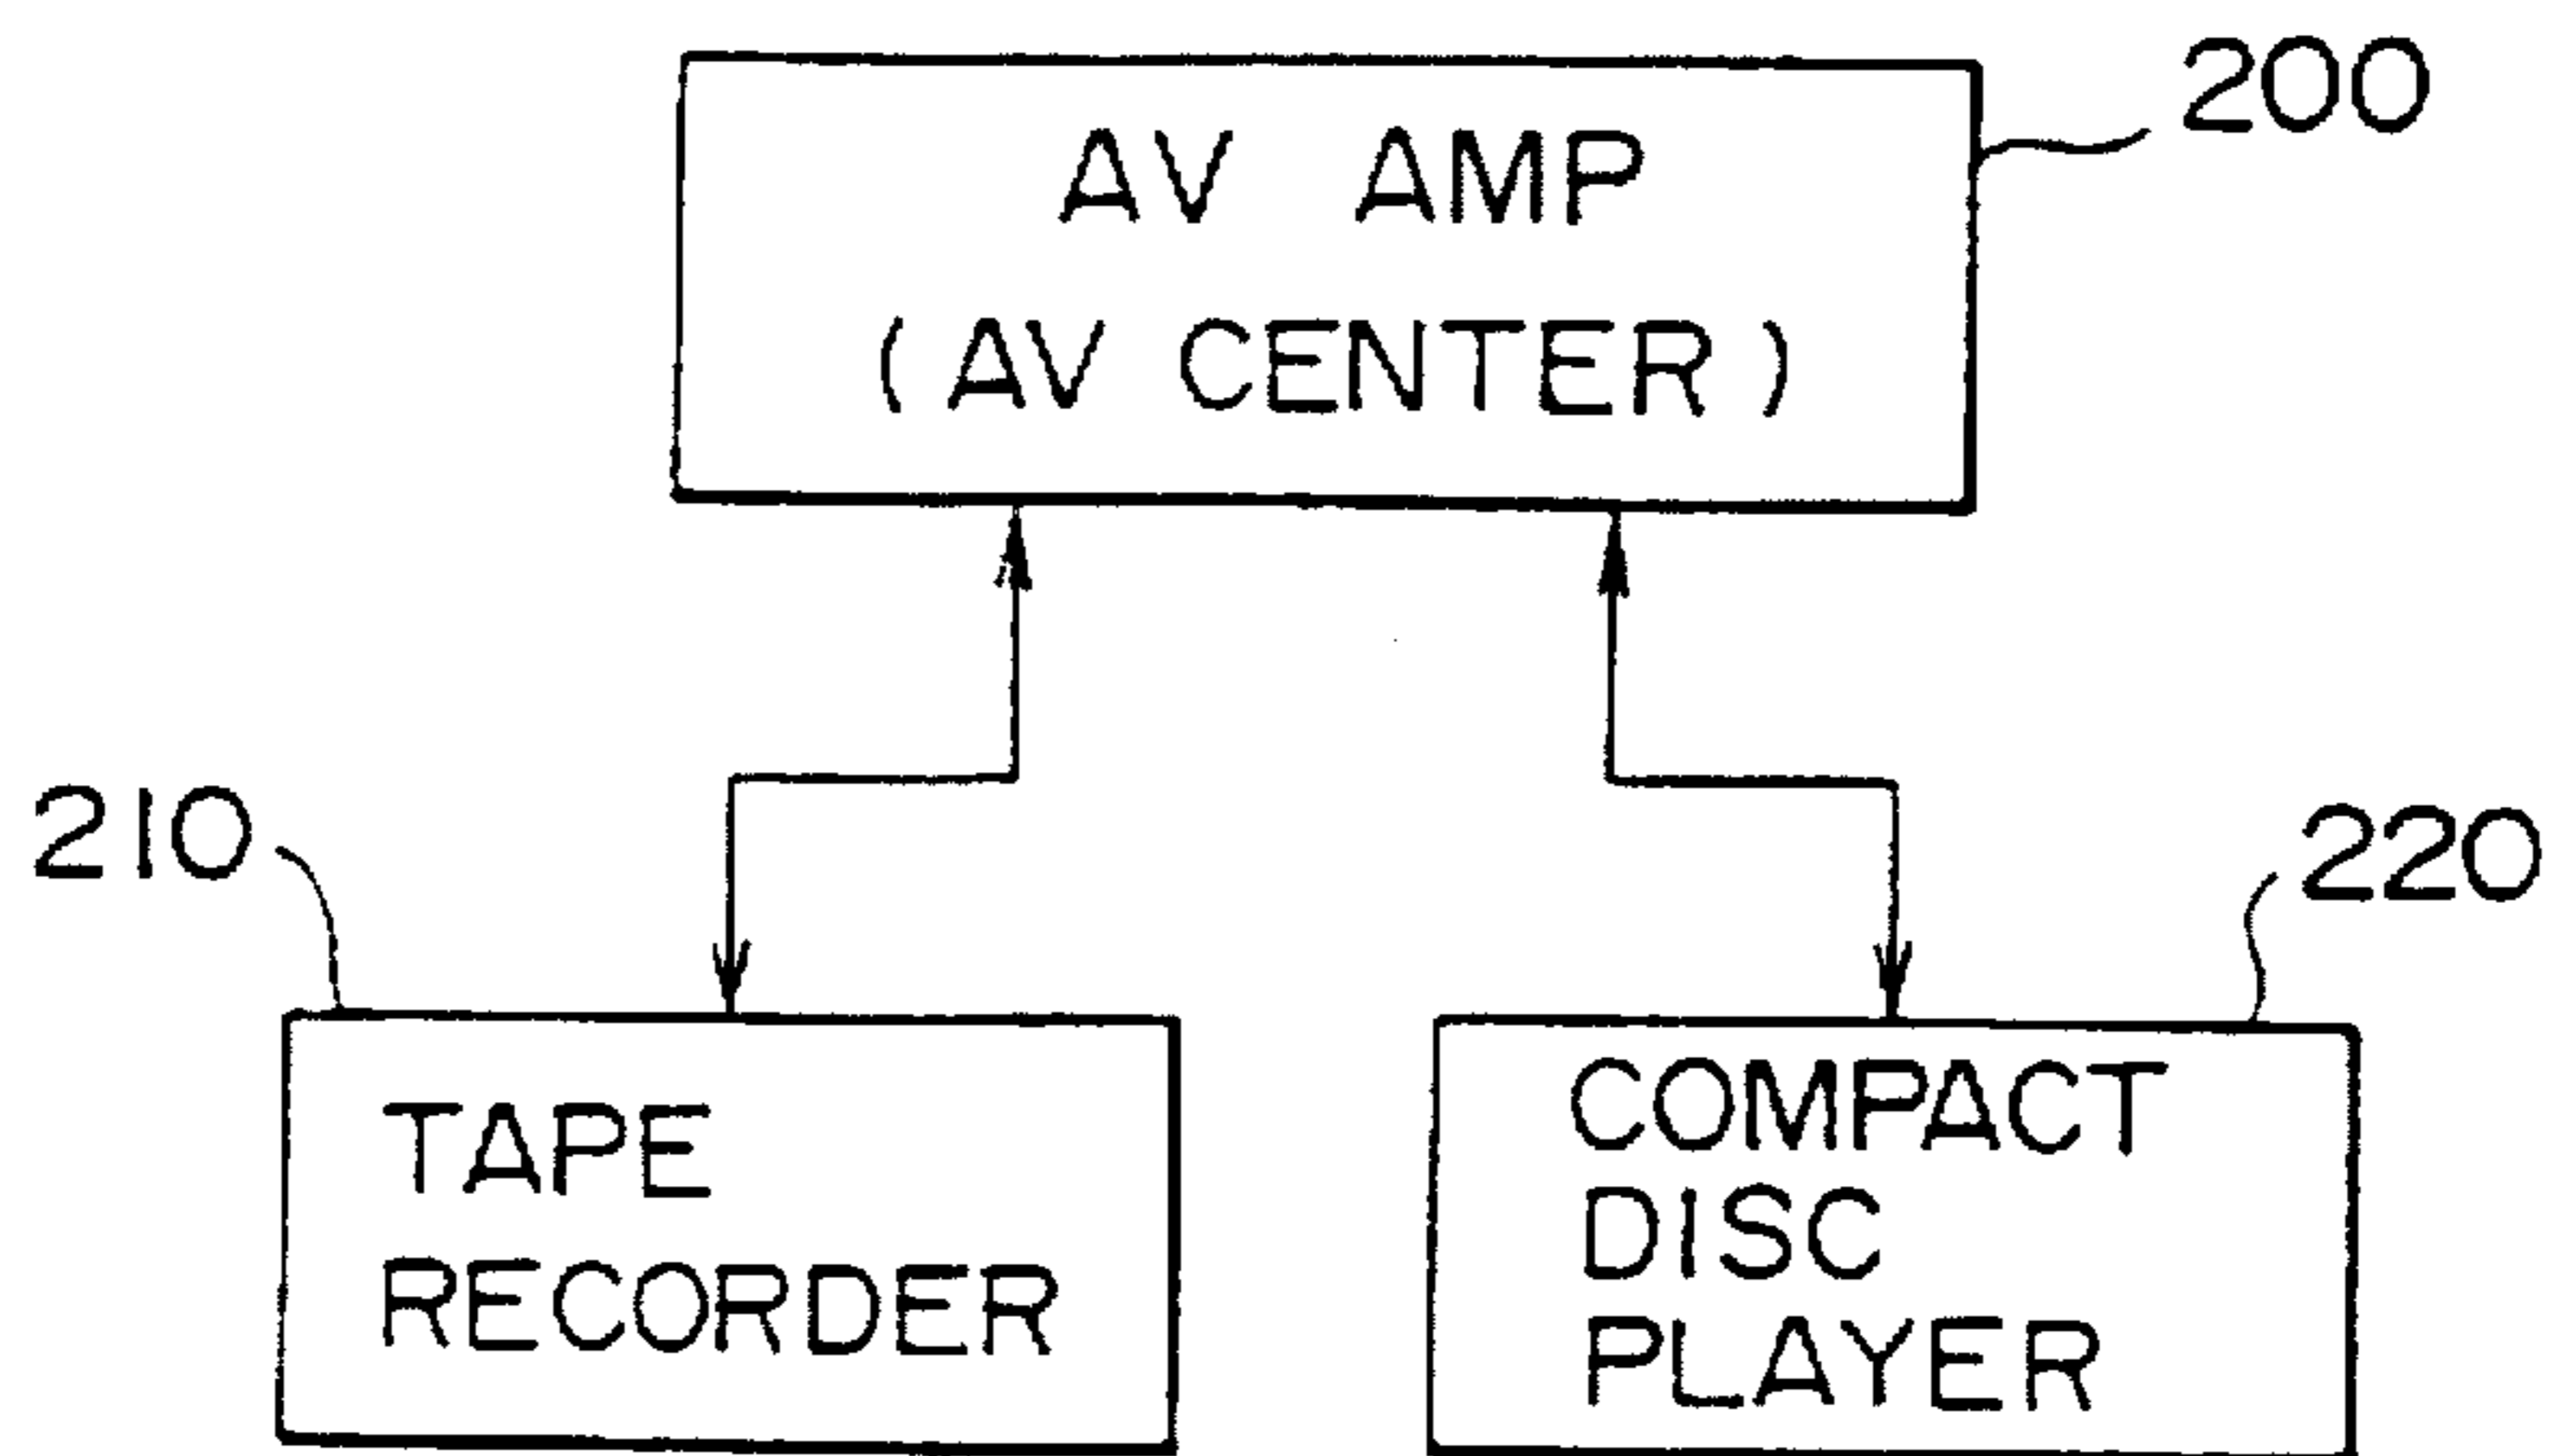 200
AV AMP
(AV CENTER)
210
220
TAPE
RECORDER
COMPACT
DISC
PLAYER